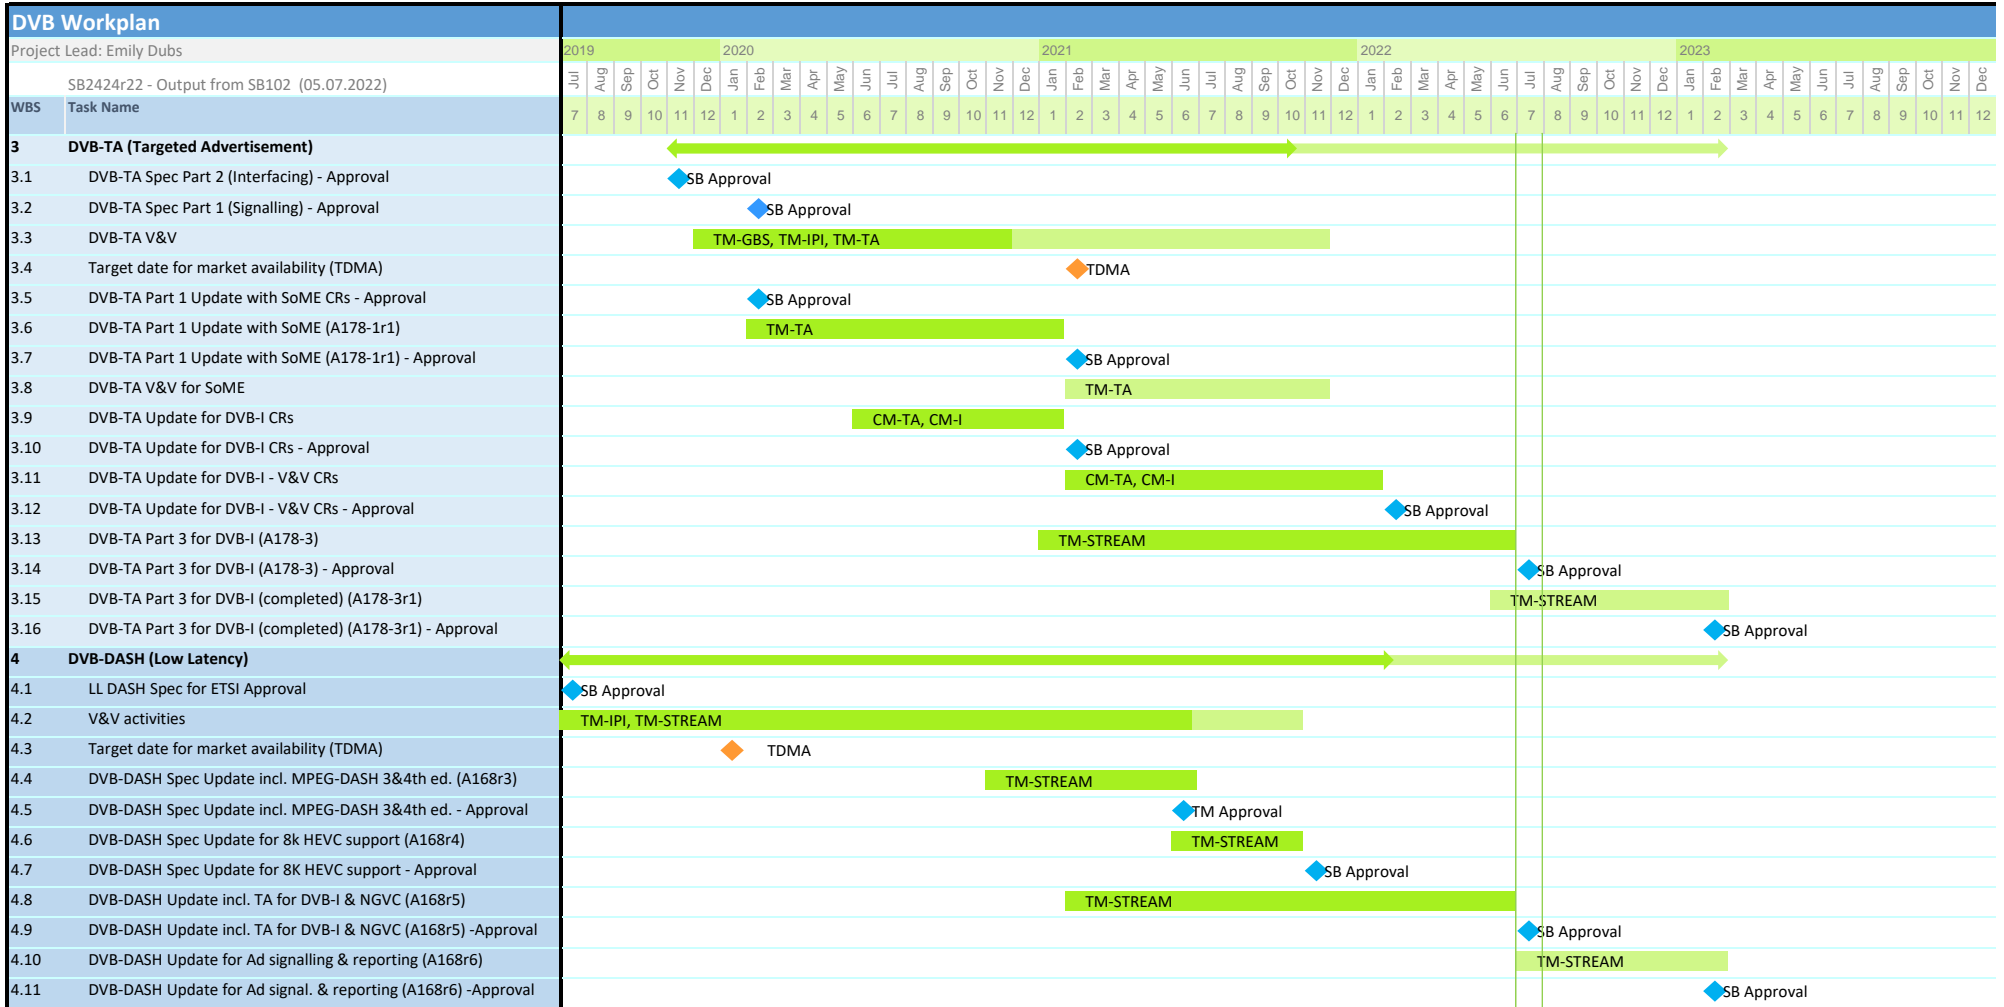 DVB Workplan
Project Lead: Emily Dubs
2019 2020 2021 2022 2023
SB2424r22 - Output from SB102 (05.07.2022)
Jul Aug Sep Oct Nov Dec Jan Feb Mar Apr May Jun Jul Aug Sep Oct Nov Dec Jan Feb Mar Apr May Jun Jul Aug Sep Oct Nov Dec Jan Feb Mar Apr May Jun Jul Aug Sep Oct Nov Dec Jan Feb Mar Apr May Jun Jul Aug Sep Oct Nov Dec
WBS Task Name
7 8 9 10 11 12 1 2 3 4 5 6 7 8 9 10 11 12 1 2 3 4 5 6 7 8 9 10 11 12 1 2 3 4 5 6 7 8 9 10 11 12 1 2 3 4 5 6 7 8 9 10 11 12
3 DVB-TA (Targeted Advertisement)
3.1 DVB-TA Spec Part 2 (Interfacing) - Approval SB Approval
3.2 DVB-TA Spec Part 1 (Signalling) - Approval SB Approval
3.3 DVB-TA V&V TM-GBS, TM-IPI, TM-TA
3.4 Target date for market availability (TDMA) TDMA
3.5 DVB-TA Part 1 Update with SoME CRs - Approval SB Approval
3.6 DVB-TA Part 1 Update with SoME (A178-1r1) TM-TA
3.7 DVB-TA Part 1 Update with SoME (A178-1r1) - Approval SB Approval
3.8 DVB-TA V&V for SoME TM-TA
3.9 DVB-TA Update for DVB-I CRs CM-TA, CM-I
3.10 DVB-TA Update for DVB-I CRs - Approval SB Approval
3.11 DVB-TA Update for DVB-I - V&V CRs CM-TA, CM-I
3.12 DVB-TA Update for DVB-I - V&V CRs - Approval SB Approval
3.13 DVB-TA Part 3 for DVB-I (A178-3) TM-STREAM
3.14 DVB-TA Part 3 for DVB-I (A178-3) - Approval SB Approval
3.15 DVB-TA Part 3 for DVB-I (completed) (A178-3r1) TM-STREAM
3.16 DVB-TA Part 3 for DVB-I (completed) (A178-3r1) - Approval SB Approval
4 DVB-DASH (Low Latency)
4.1 LL DASH Spec for ETSI Approval SB Approval
4.2 V&V activities TM-IPI, TM-STREAM
4.3 Target date for market availability (TDMA) TDMA
4.4 DVB-DASH Spec Update incl. MPEG-DASH 3&4th ed. (A168r3) TM-STREAM
4.5 DVB-DASH Spec Update incl. MPEG-DASH 3&4th ed. - Approval TM Approval
4.6 DVB-DASH Spec Update for 8k HEVC support (A168r4) TM-STREAM
4.7 DVB-DASH Spec Update for 8K HEVC support - Approval SB Approval
4.8 DVB-DASH Update incl. TA for DVB-I & NGVC (A168r5) TM-STREAM
4.9 DVB-DASH Update incl. TA for DVB-I & NGVC (A168r5) -Approval SB Approval
4.10 DVB-DASH Update for Ad signalling & reporting (A168r6) TM-STREAM
4.11 DVB-DASH Update for Ad signal. & reporting (A168r6) -Approval SB Approval